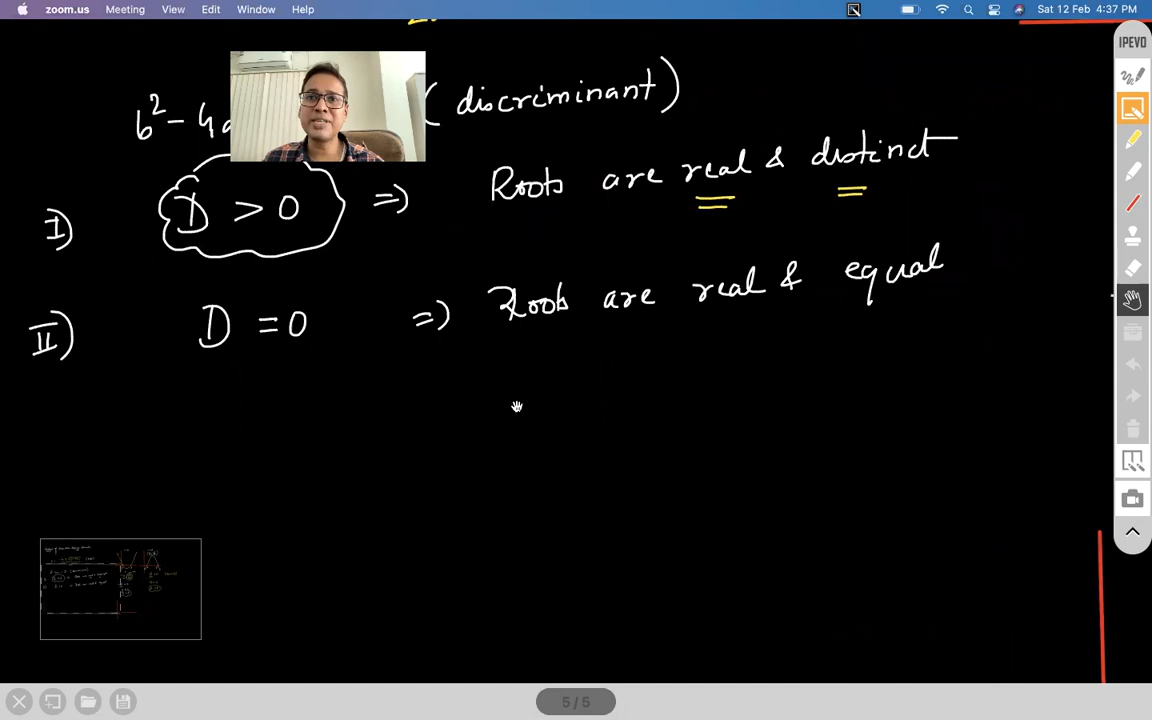 zoom.us Meeting View Edit Window Help Sat 12 Feb 4:37 PM
IPEVO
b² - 4a (discriminant)
I) D > 0 => Roots are real & distinct
II) D = 0 => Roots are real & equal
5/5